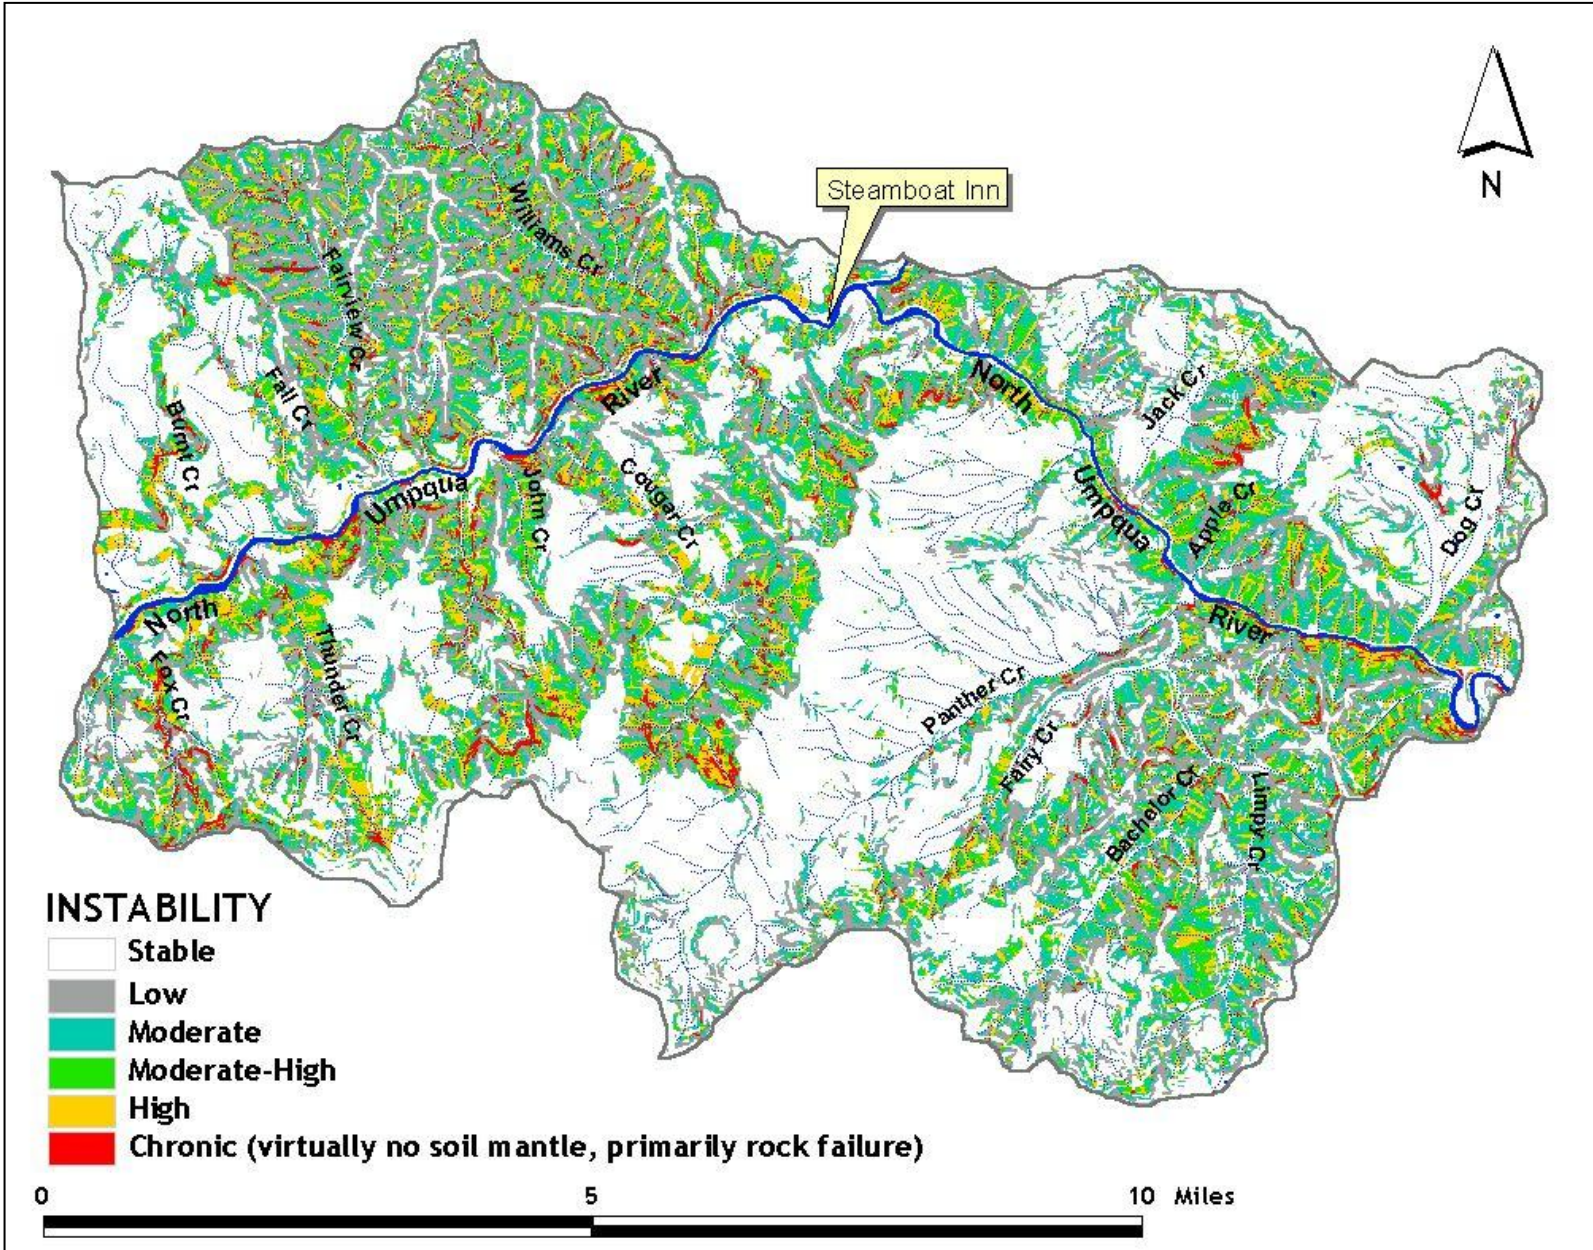 N
Steamboat Inn
Williams Cr
Fairview Cr
Fall Cr
Burnt Cr
North
Umpqua
River
North
Umpqua
River
Jack Cr
Apple Cr
Dog Cr
John Cr
Cougar Cr
Thunder Cr
Fox Cr
Panther Cr
Fairy Cr
Bachelor Cr
Limpy Cr
INSTABILITY
Stable
Low
Moderate
Moderate-High
High
Chronic (virtually no soil mantle, primarily rock failure)
0 5 10 Miles